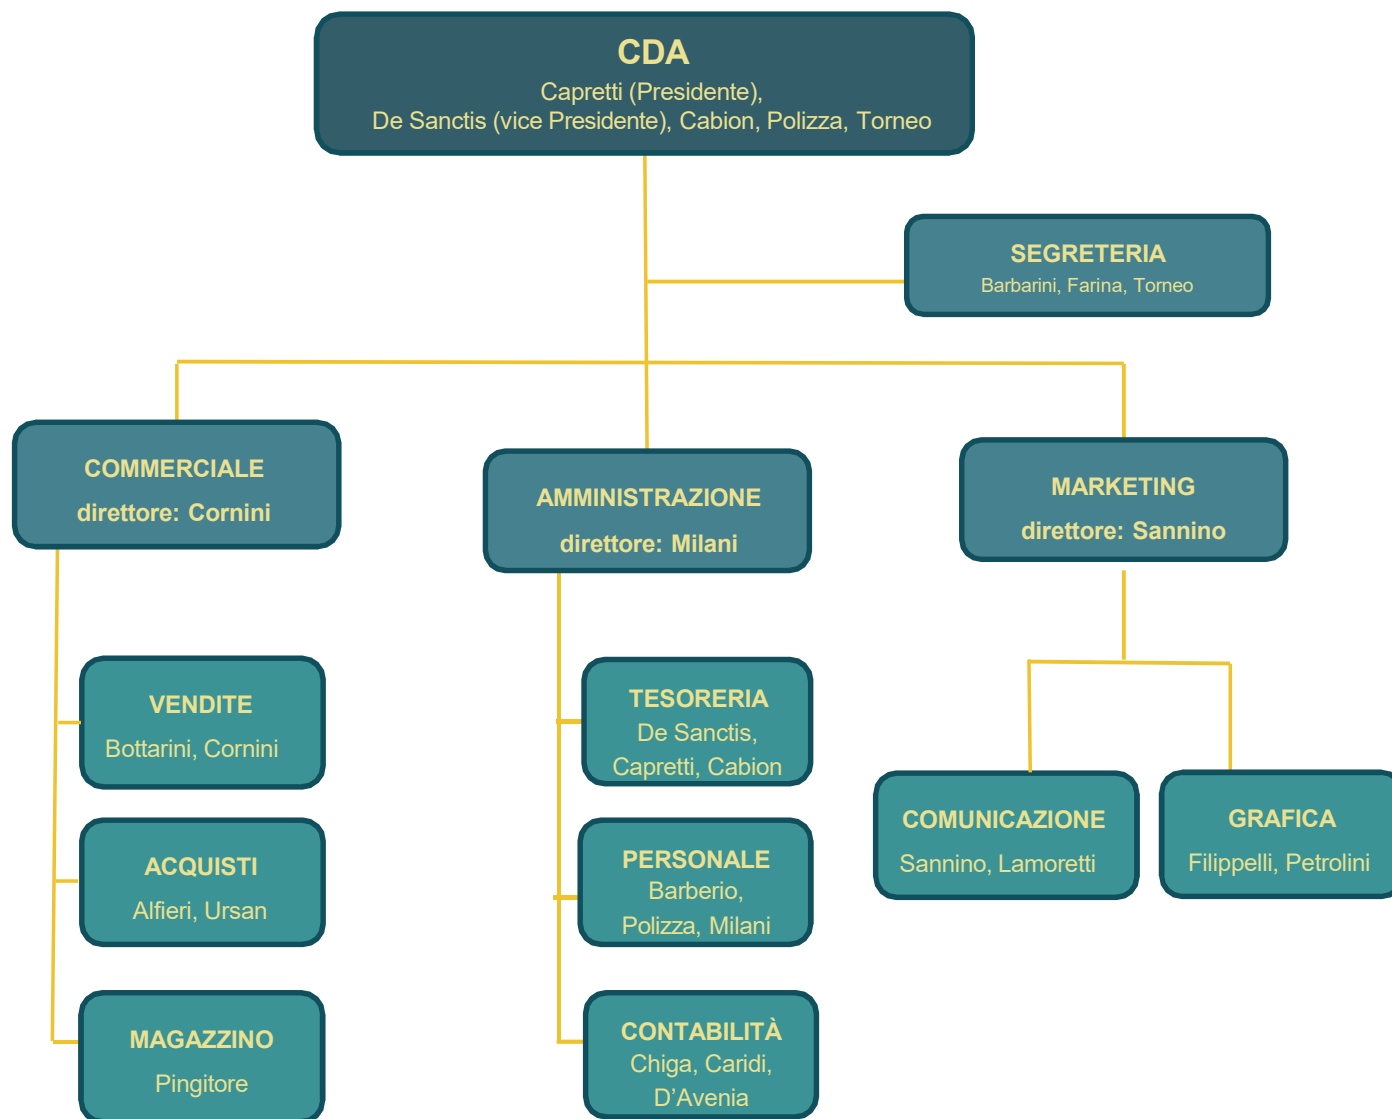 CDA
Capretti (Presidente),
De Sanctis (vice Presidente), Cabion, Polizza, Torneo
SEGRETERIA
Barbarini, Farina, Torneo
COMMERCIALE
direttore: Cornini
AMMINISTRAZIONE
direttore: Milani
MARKETING
direttore: Sannino
VENDITE
Bottarini, Cornini
ACQUISTI
Alfieri, Ursan
MAGAZZINO
Pingitore
TESORERIA
De Sanctis,
Capretti, Cabion
PERSONALE
Barberio,
Polizza, Milani
CONTABILITÀ
Chiga, Caridi,
D’Avenia
COMUNICAZIONE
Sannino, Lamoretti
GRAFICA
Filippelli, Petrolini